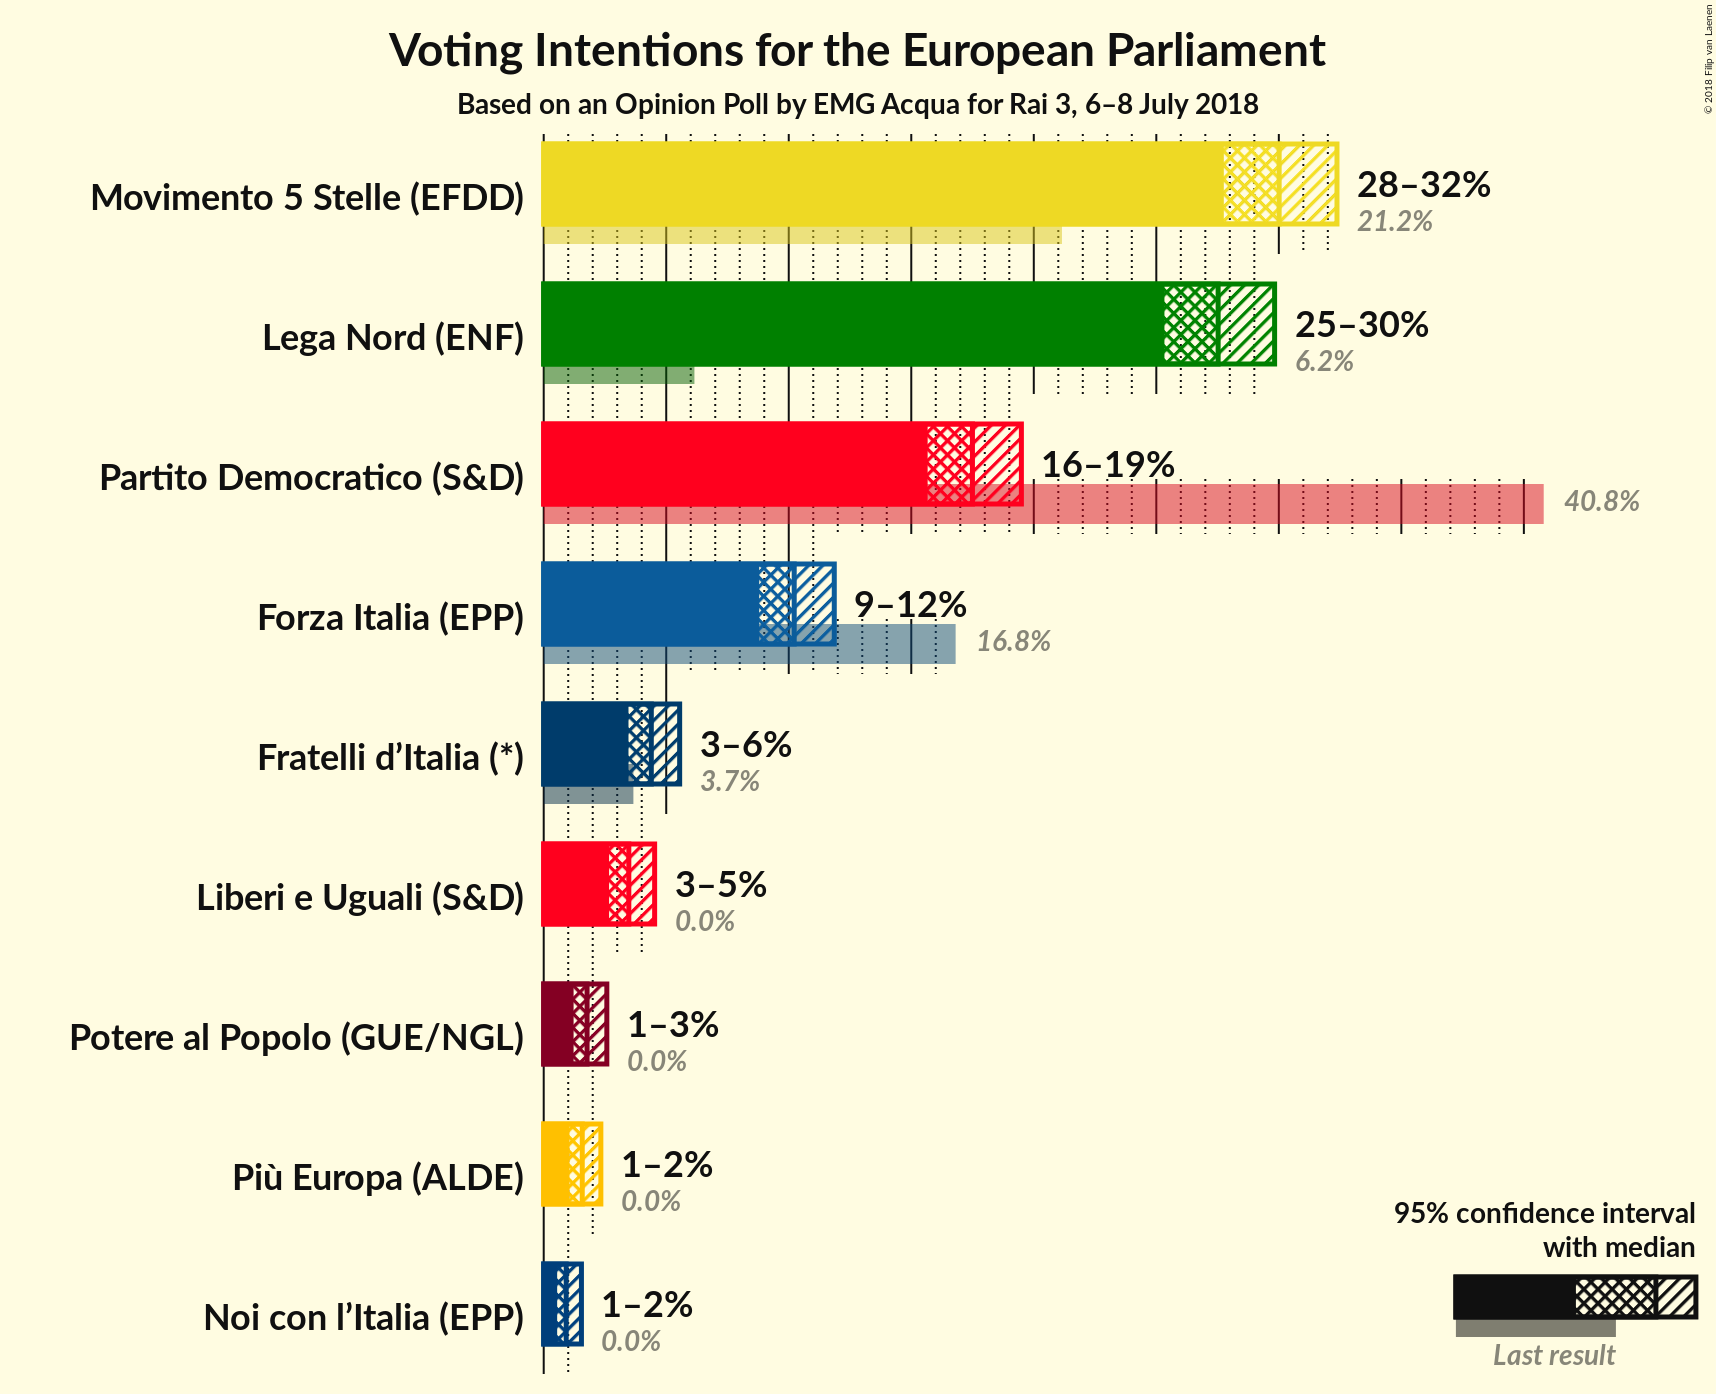 Voting Intentions for the European Parliament
Based on an Opinion Poll by EMG Acqua for Rai 3, 6–8 July 2018
© 2018 Filip van Laenen
Movimento 5 Stelle (EFDD)
28–32%
21.2%
Lega Nord (ENF)
25–30%
6.2%
Partito Democratico (S&D)
16–19%
40.8%
Forza Italia (EPP)
9–12%
16.8%
Fratelli d’Italia (*)
3–6%
3.7%
Liberi e Uguali (S&D)
3–5%
0.0%
Potere al Popolo (GUE/NGL)
1–3%
0.0%
Più Europa (ALDE)
1–2%
0.0%
Noi con l’Italia (EPP)
1–2%
0.0%
95% confidence interval
with median
Last result